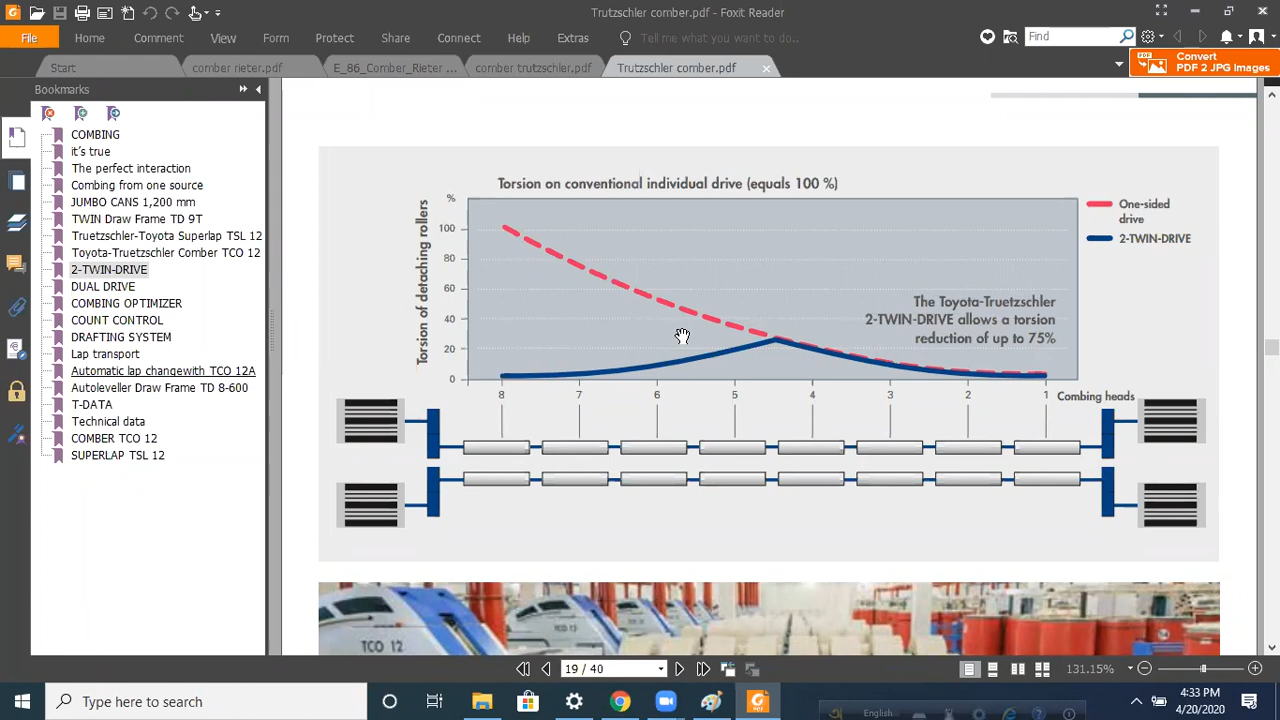 Trutzschler comber.pdf - Foxit Reader
File Home Comment View Form Protect Share Connect Help Extras Tell me what you want to do... Find
Start comber rieter.pdf E_86_Comber_Rieter... comber trutzschler.pdf Trutzschler comber.pdf
Convert
PDF 2 JPG Images
Bookmarks
COMBING
it's true
The perfect interaction
Combing from one source
JUMBO CANS 1,200 mm
TWIN Draw Frame TD 9T
Truetzschler-Toyota Superlap TSL 12
Toyota-Trutzschler Comber TCO 12
2-TWIN-DRIVE
DUAL DRIVE
COMBING OPTIMIZER
COUNT CONTROL
DRAFTING SYSTEM
Lap transport
Automatic lap changewith TCO 12A
Autoleveller Draw Frame TD 8-600
T-DATA
Technical data
COMBER TCO 12
SUPERLAP TSL 12
Torsion on conventional individual drive (equals 100 %)
Torsion of detaching rollers
%
100
80
60
40
20
0
One-sided
drive
2-TWIN-DRIVE
The Toyota-Truetzschler
2-TWIN-DRIVE allows a torsion
reduction of up to 75%
8 7 6 5 4 3 2 1 Combing heads
TCO 12
19 / 40
131.15%
Type here to search
4:33 PM
4/20/2020
English